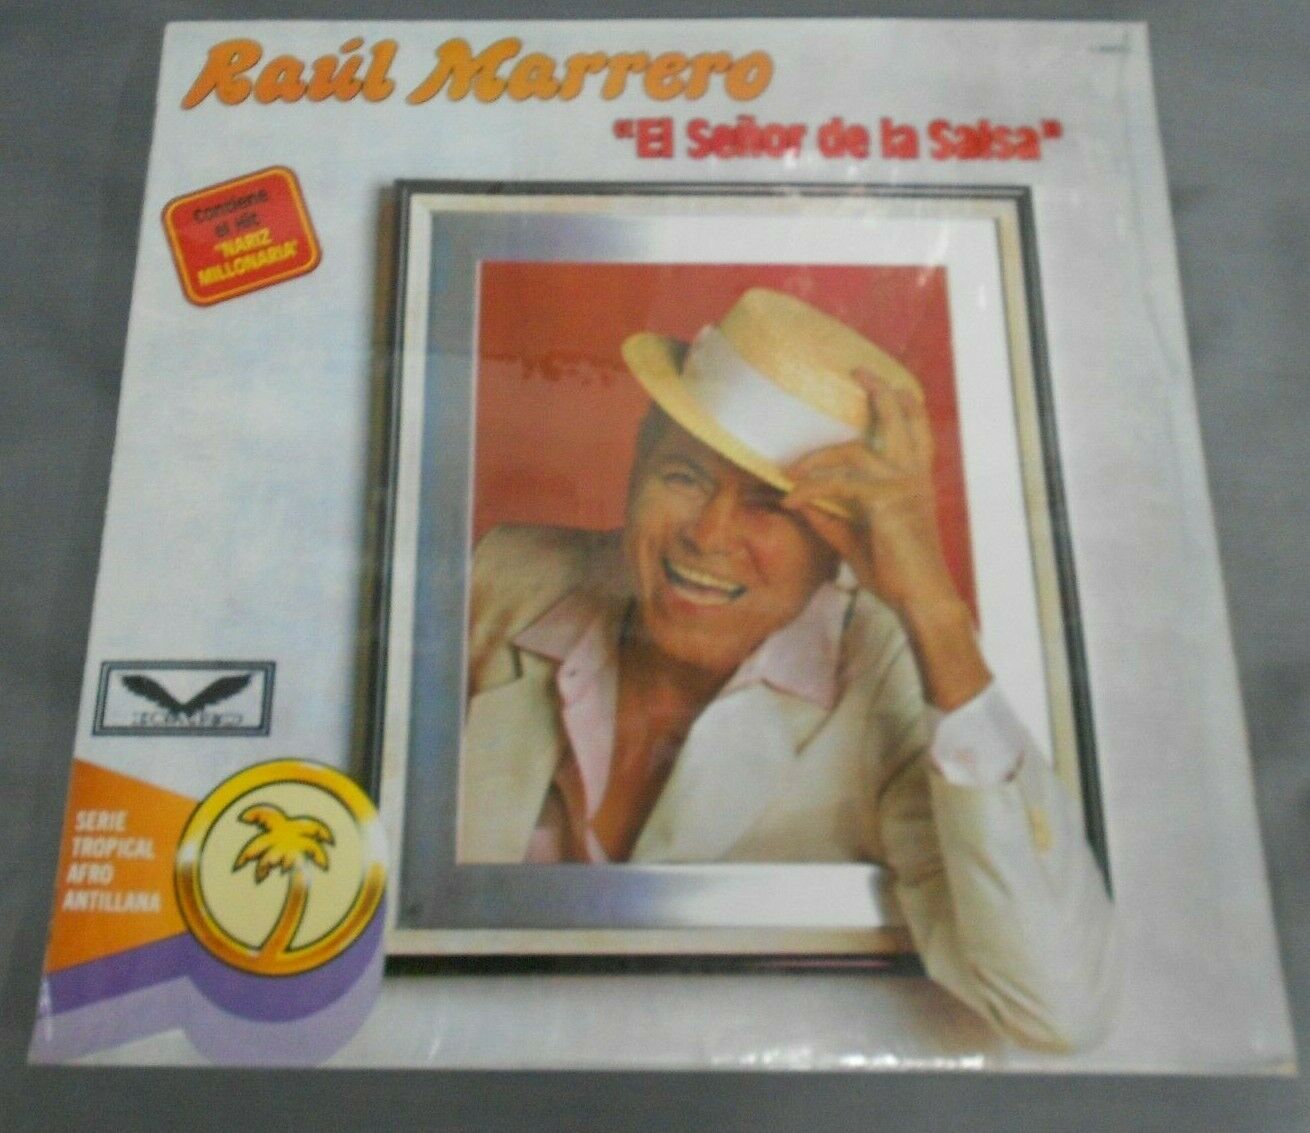 Raúl Marrero
"El Señor de la Salsa"
Contiene
el Hit
"NARIZ
MILLONARIA"
SERIE
TROPICAL
AFRO
ANTILLANA